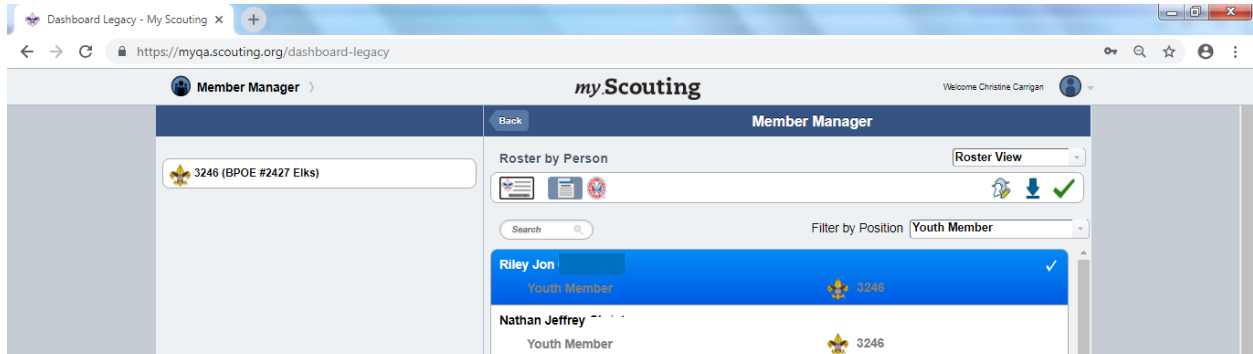 Dashboard Legacy - My Scouting
https://myqa.scouting.org/dashboard-legacy
Member Manager
my.Scouting
Welcome Christine Carrigan
Back
Member Manager
3246 (BPOE #2427 Elks)
Roster by Person
Roster View
Search
Filter by Position
Youth Member
Riley Jon
Youth Member
3246
Nathan Jeffrey
Youth Member
3246